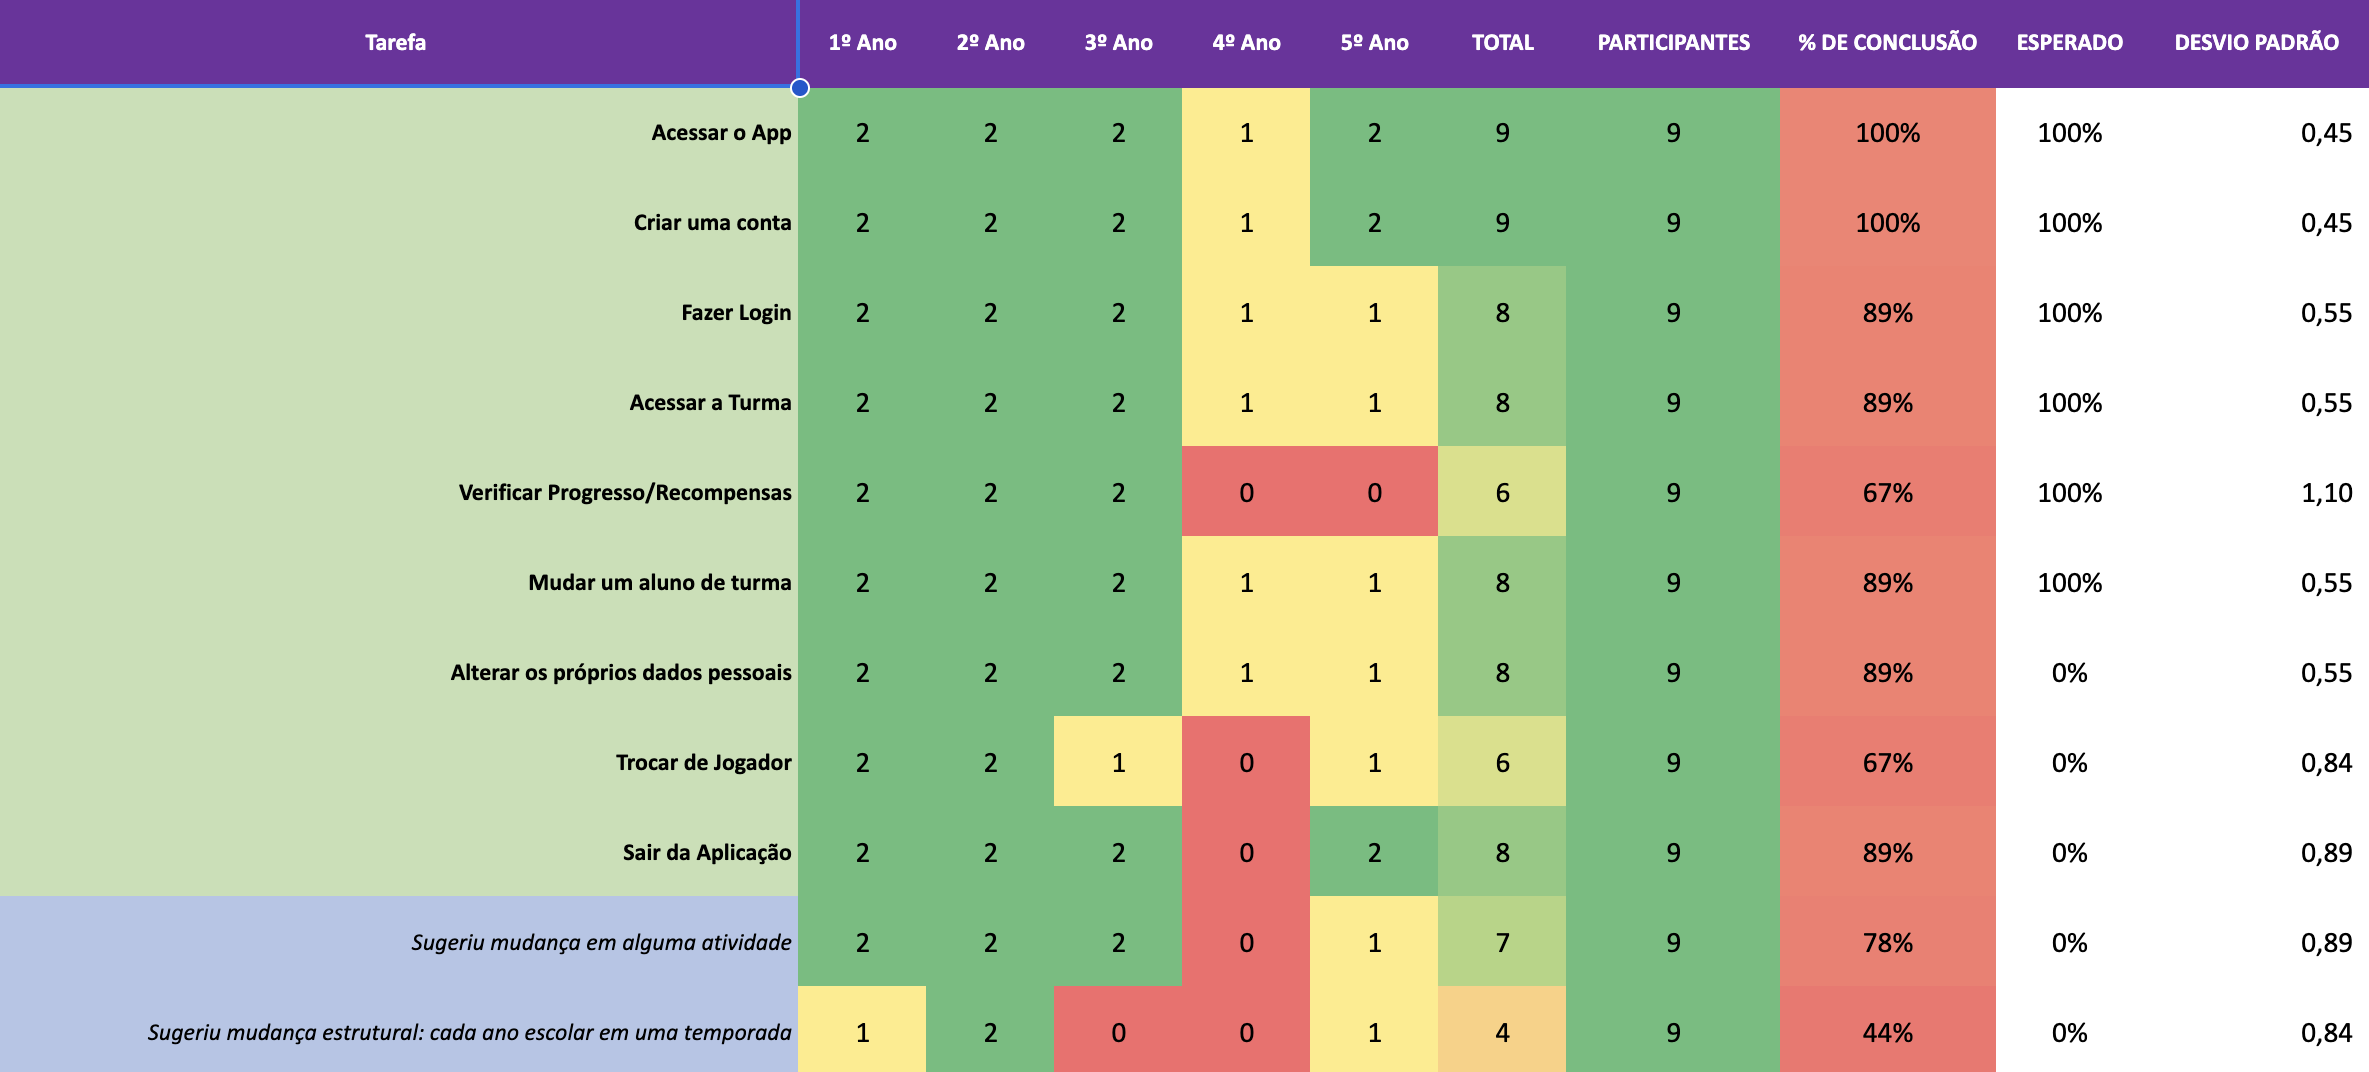 Tarefa 1º Ano 2º Ano 3º Ano 4º Ano 5º Ano TOTAL PARTICIPANTES % DE CONCLUSÃO ESPERADO DESVIO PADRÃO
Acessar o App 2 2 2 1 2 9 9 100% 100% 0,45
Criar uma conta 2 2 2 1 2 9 9 100% 100% 0,45
Fazer Login 2 2 2 1 1 8 9 89% 100% 0,55
Acessar a Turma 2 2 2 1 1 8 9 89% 100% 0,55
Verificar Progresso/Recompensas 2 2 2 0 0 6 9 67% 100% 1,10
Mudar um aluno de turma 2 2 2 1 1 8 9 89% 100% 0,55
Alterar os próprios dados pessoais 2 2 2 1 1 8 9 89% 0% 0,55
Trocar de Jogador 2 2 1 0 1 6 9 67% 0% 0,84
Sair da Aplicação 2 2 2 0 2 8 9 89% 0% 0,89
Sugeriu mudança em alguma atividade 2 2 2 0 1 7 9 78% 0% 0,89
Sugeriu mudança estrutural: cada ano escolar em uma temporada 1 2 0 0 1 4 9 44% 0% 0,84